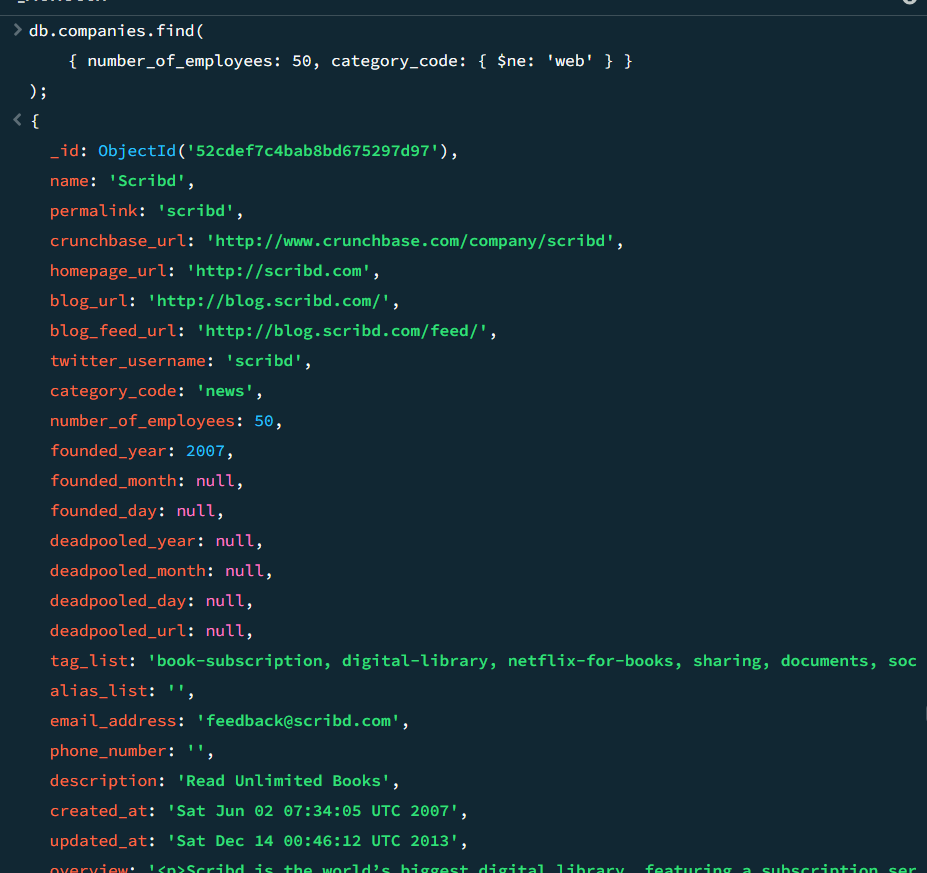 db.companies.find(
{ number_of_employees: 50, category_code: { $ne: 'web' } }
);
{
_id: ObjectId('52cdef7c4bab8bd675297d97'),
name: 'Scribd',
permalink: 'scribd',
crunchbase_url: 'http://www.crunchbase.com/company/scribd',
homepage_url: 'http://scribd.com',
blog_url: 'http://blog.scribd.com/',
blog_feed_url: 'http://blog.scribd.com/feed/',
twitter_username: 'scribd',
category_code: 'news',
number_of_employees: 50,
founded_year: 2007,
founded_month: null,
founded_day: null,
deadpooled_year: null,
deadpooled_month: null,
deadpooled_day: null,
deadpooled_url: null,
tag_list: 'book-subscription, digital-library, netflix-for-books, sharing, documents, soc
alias_list: '',
email_address: 'feedback@scribd.com',
phone_number: '',
description: 'Read Unlimited Books',
created_at: 'Sat Jun 02 07:34:05 UTC 2007',
updated_at: 'Sat Dec 14 00:46:12 UTC 2013',
overview: '<p>Scribd is the world’s biggest digital library, featuring a subscription ser